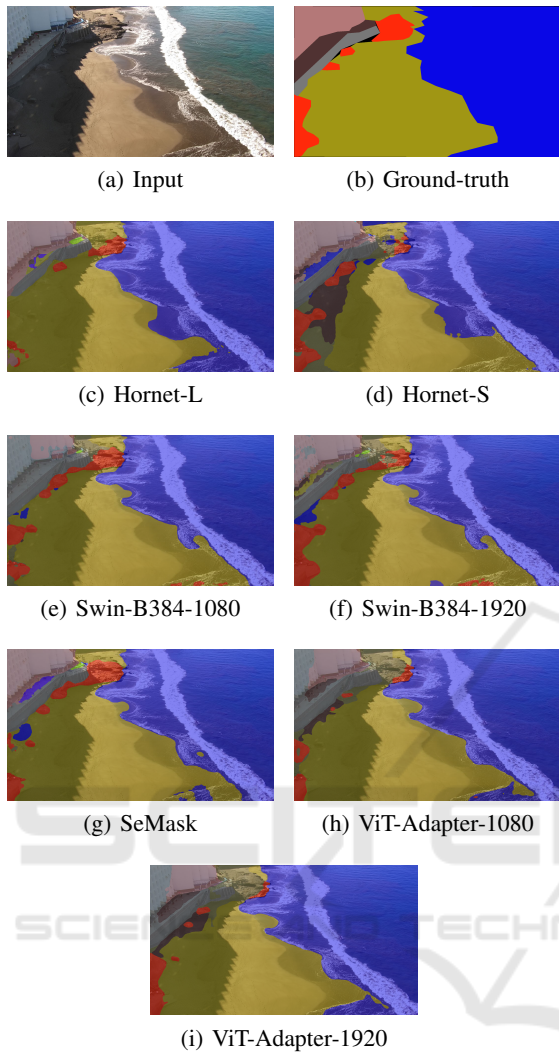 (a) Input
(b) Ground-truth
(c) Hornet-L
(d) Hornet-S
(e) Swin-B384-1080
(f) Swin-B384-1920
(g) SeMask
(h) ViT-Adapter-1080
(i) ViT-Adapter-1920